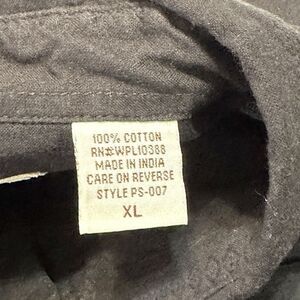 100% COTTON
RN#WPL10388
MADE IN INDIA
CARE ON REVERSE
STYLE PS-007
XL